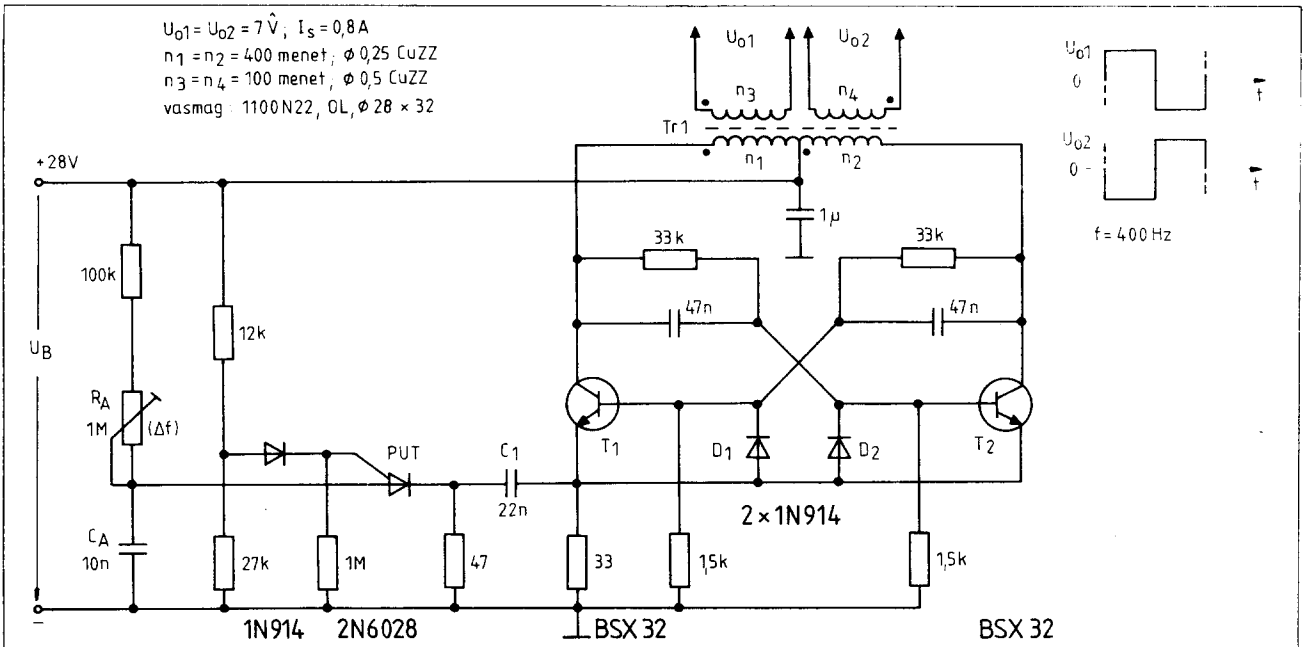 U₀₁ = U₀₂ = 7 V̂ ; Iₛ = 0,8 A
n₁ = n₂ = 400 menet ; ϕ 0,25 CuZZ
n₃ = n₄ = 100 menet ; ϕ 0,5 CuZZ
vasmag : 1100 N22, OL, ϕ 28 × 32
U₀₁
U₀₂
n₃
n₄
Tr1
n₁
n₂
U₀₁
0
t
U₀₂
0
t
f = 400 Hz
+28V
1µ
33k
33k
100k
47n
47n
12k
U_B
R_A
1M
(Δf)
PUT
C₁
22n
T₁
D₁
D₂
T₂
2 × 1N914
C_A
10n
27k
1M
47
33
1,5k
1,5k
−
1N914
2N6028
BSX 32
BSX 32